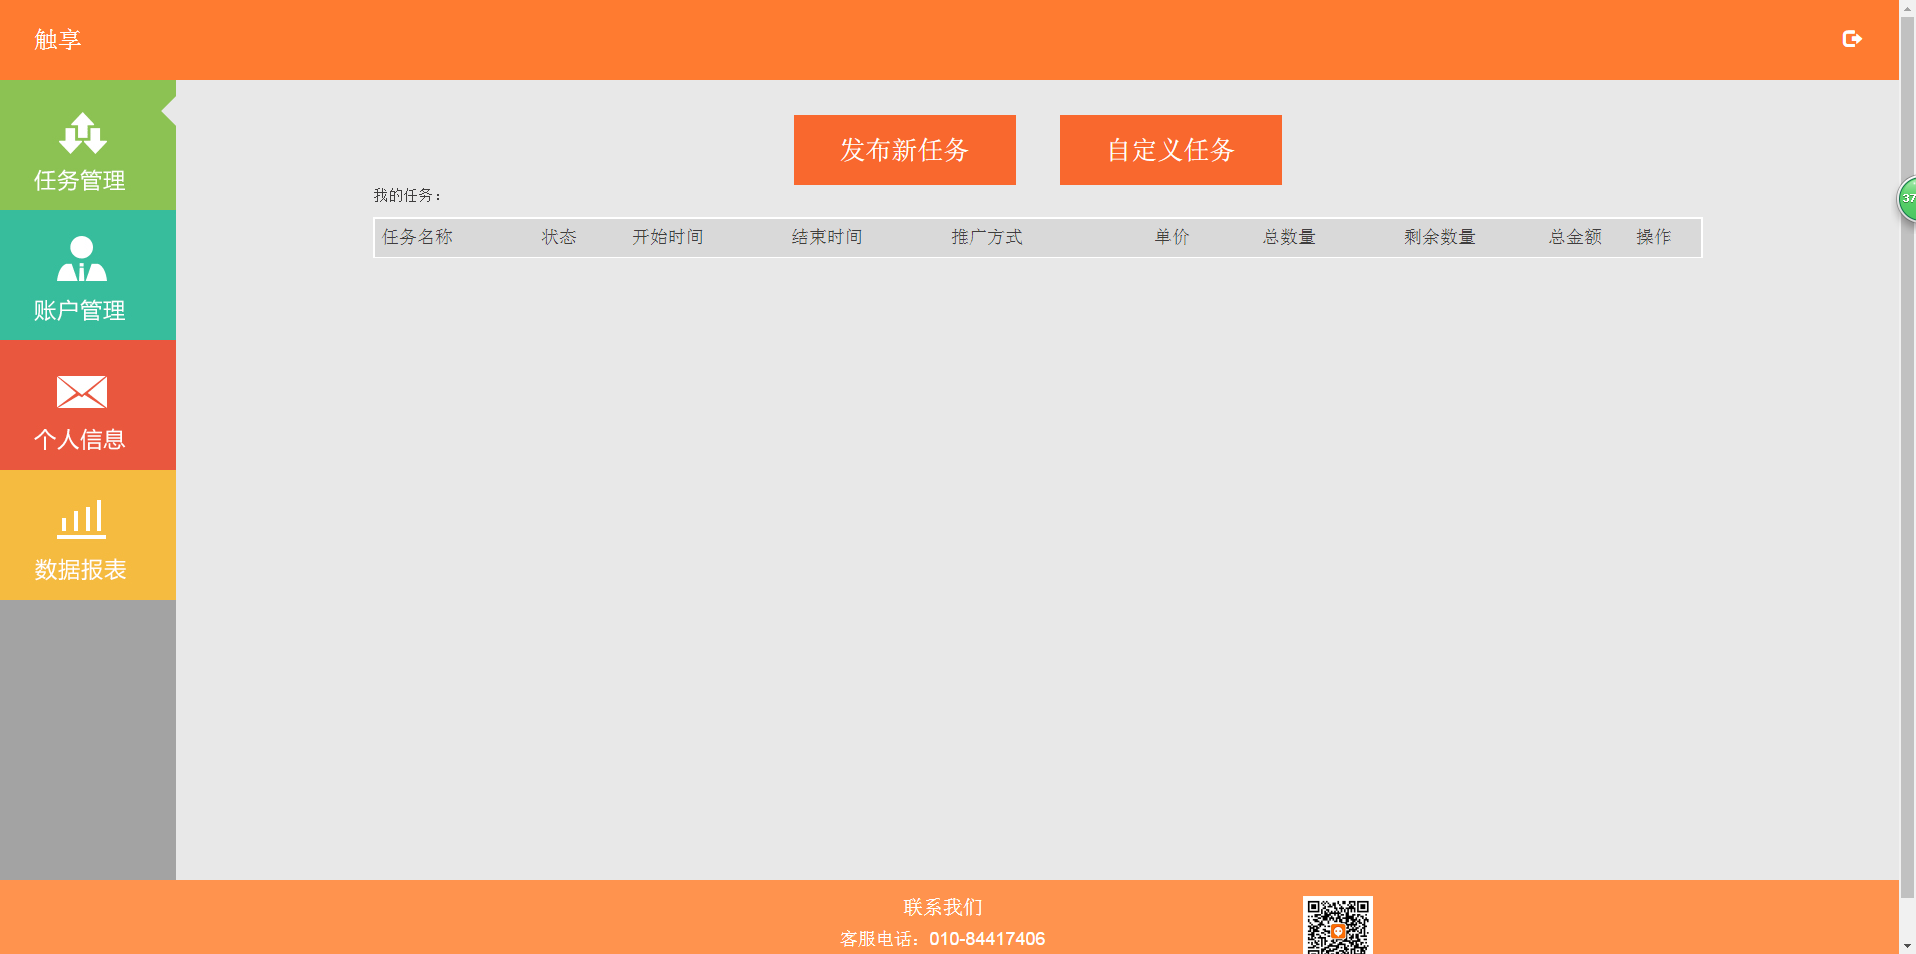 触享
任务管理
账户管理
个人信息
数据报表
发布新任务 自定义任务
我的任务：
任务名称 状态 开始时间 结束时间 推广方式 单价 总数量 剩余数量 总金额 操作
37
联系我们
客服电话：010-84417406